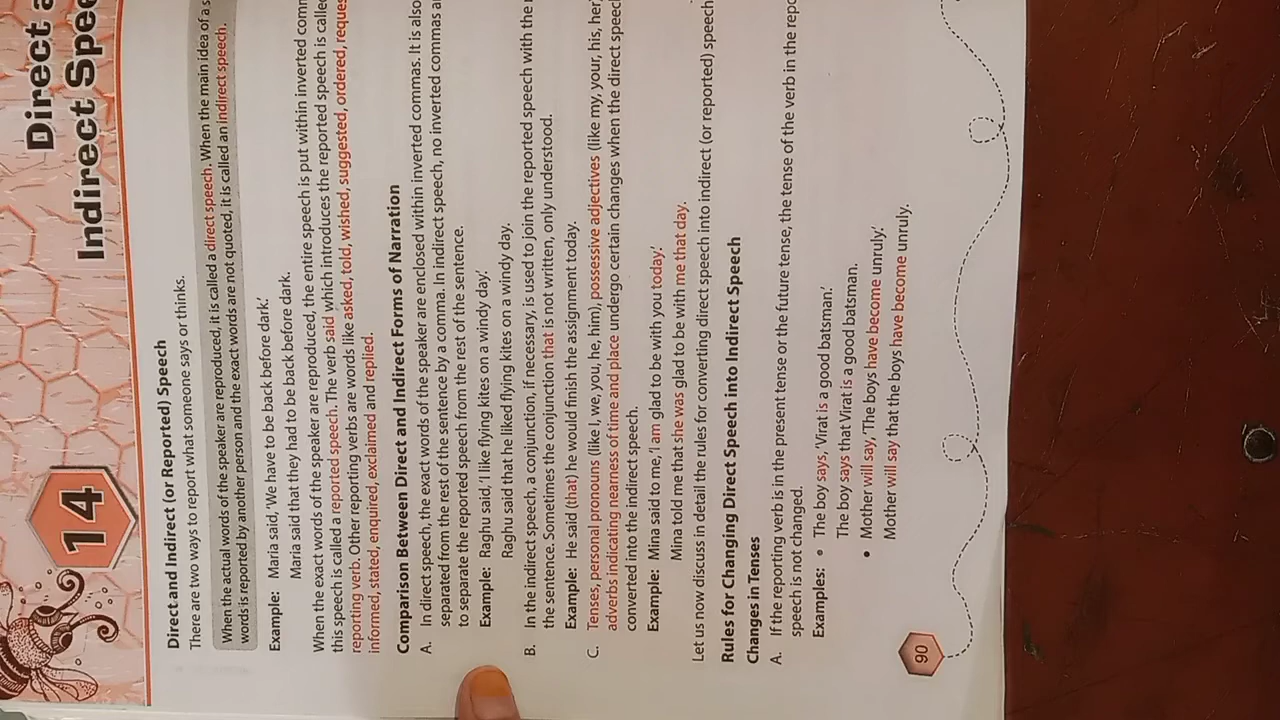 14
Direct a
Indirect Spee
Direct and Indirect (or Reported) Speech
There are two ways to report what someone says or thinks.
When the actual words of the speaker are reproduced, it is called a direct speech. When the main idea of a s
words is reported by another person and the exact words are not quoted, it is called an indirect speech.
Example: Maria said, 'We have to be back before dark.'
Maria said that they had to be back before dark.
When the exact words of the speaker are reproduced, the entire speech is put within inverted com
this speech is called a reported speech. The verb said which introduces the reported speech is calle
reporting verb. Other reporting verbs are words like asked, told, wished, suggested, ordered, reques
informed, stated, enquired, exclaimed and replied.
Comparison Between Direct and Indirect Forms of Narration
A. In direct speech, the exact words of the speaker are enclosed within inverted commas. It is also
separated from the rest of the sentence by a comma. In indirect speech, no inverted commas a
to separate the reported speech from the rest of the sentence.
Example: Raghu said, 'I like flying kites on a windy day.'
Raghu said that he liked flying kites on a windy day.
B. In the indirect speech, a conjunction, if necessary, is used to join the reported speech with the
the sentence. Sometimes the conjunction that is not written, only understood.
Example: He said (that) he would finish the assignment today.
C. Tenses, personal pronouns (like I, we, you, he, him), possessive adjectives (like my, your, his, her
adverbs indicating nearness of time and place undergo certain changes when the direct speec
converted into the indirect speech.
Example: Mina said to me, 'I am glad to be with you today.'
Mina told me that she was glad to be with me that day.
Let us now discuss in detail the rules for converting direct speech into indirect (or reported) speech
Rules for Changing Direct Speech into Indirect Speech
Changes in Tenses
A. If the reporting verb is in the present tense or the future tense, the tense of the verb in the repo
speech is not changed.
Examples: • The boy says, 'Virat is a good batsman.'
The boy says that Virat is a good batsman.
• Mother will say, 'The boys have become unruly.'
Mother will say that the boys have become unruly.
90